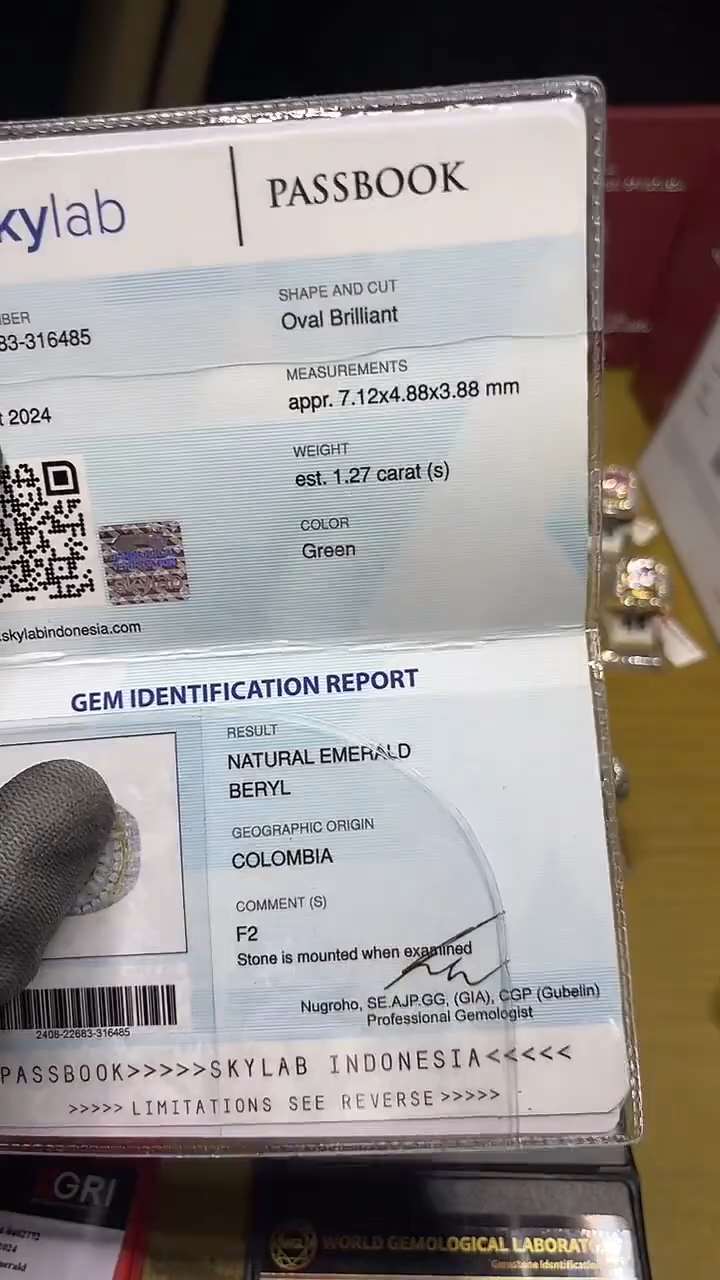 kylab | PASSBOOK
BER
83-316485
SHAPE AND CUT
Oval Brilliant
MEASUREMENTS
appr. 7.12x4.88x3.88 mm
t 2024
WEIGHT
est. 1.27 carat (s)
COLOR
Green
.skylabindonesia.com
GEM IDENTIFICATION REPORT
RESULT
NATURAL EMERALD
BERYL
GEOGRAPHIC ORIGIN
COLOMBIA
COMMENT (S)
F2
Stone is mounted when examined
Nugroho, SE.AJP.GG, (GIA), CGP (Gubelin)
Professional Gemologist
2408-22683-316485
PASSBOOK>>>>>SKYLAB INDONESIA<<<<<
>>>>> LIMITATIONS SEE REVERSE >>>>>
GRI
WORLD GEMOLOGICAL LABORAT
Gemstone Identificatio